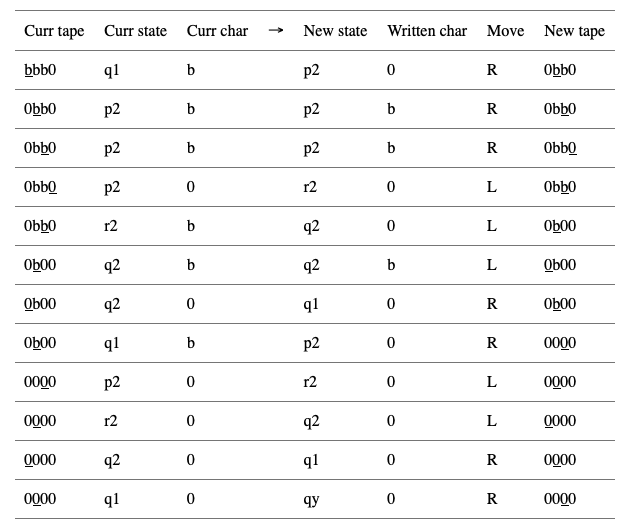 Curr tape Curr state Curr char → New state Written char Move New tape
bbb0 q1 b p2 0 R 0bb0
0bb0 p2 b p2 b R 0bb0
0bb0 p2 b p2 b R 0bb0
0bb0 p2 0 r2 0 L 0bb0
0bb0 r2 b q2 0 L 0b00
0b00 q2 b q2 b L 0b00
0b00 q2 0 q1 0 R 0b00
0b00 q1 b p2 0 R 0000
0000 p2 0 r2 0 L 0000
0000 r2 0 q2 0 L 0000
0000 q2 0 q1 0 R 0000
0000 q1 0 qy 0 R 0000